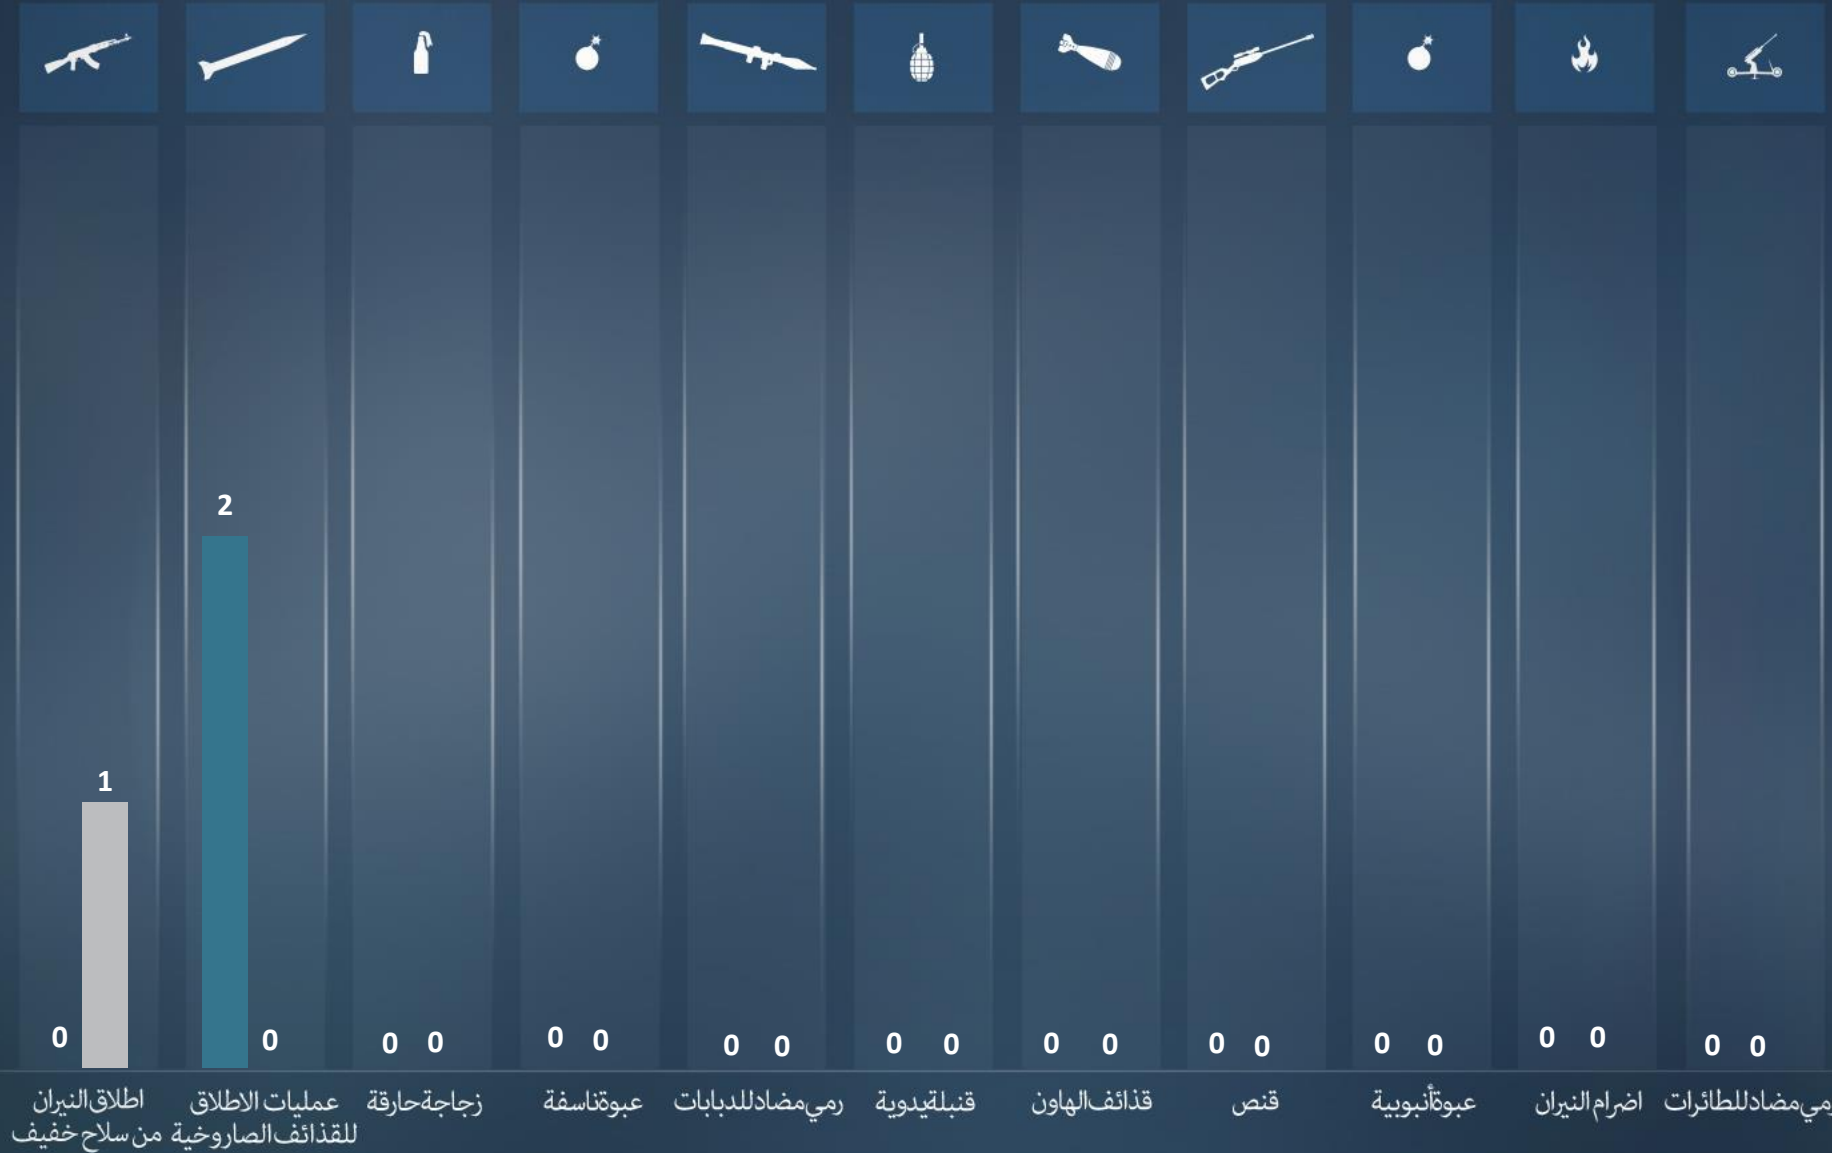 2
1
0
0
0 0
0 0
0 0
0 0
0 0
0 0
0 0
0 0
0 0
اطلاق النيران
من سلاح خفيف
عمليات الاطلاق
للقذائف الصاروخية
زجاجة حارقة
عبوة ناسفة
رمي مضاد للدبابات
قنبلة يدوية
قذائف الهاون
قنص
عبوة أنبوبية
اضرام النيران
مي مضاد للطائرات